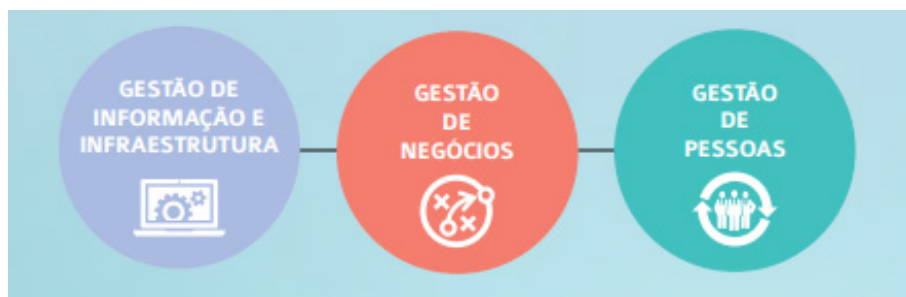 GESTÃO DE
INFORMAÇÃO E
INFRAESTRUTURA
GESTÃO
DE
NEGÓCIOS
GESTÃO
DE
PESSOAS